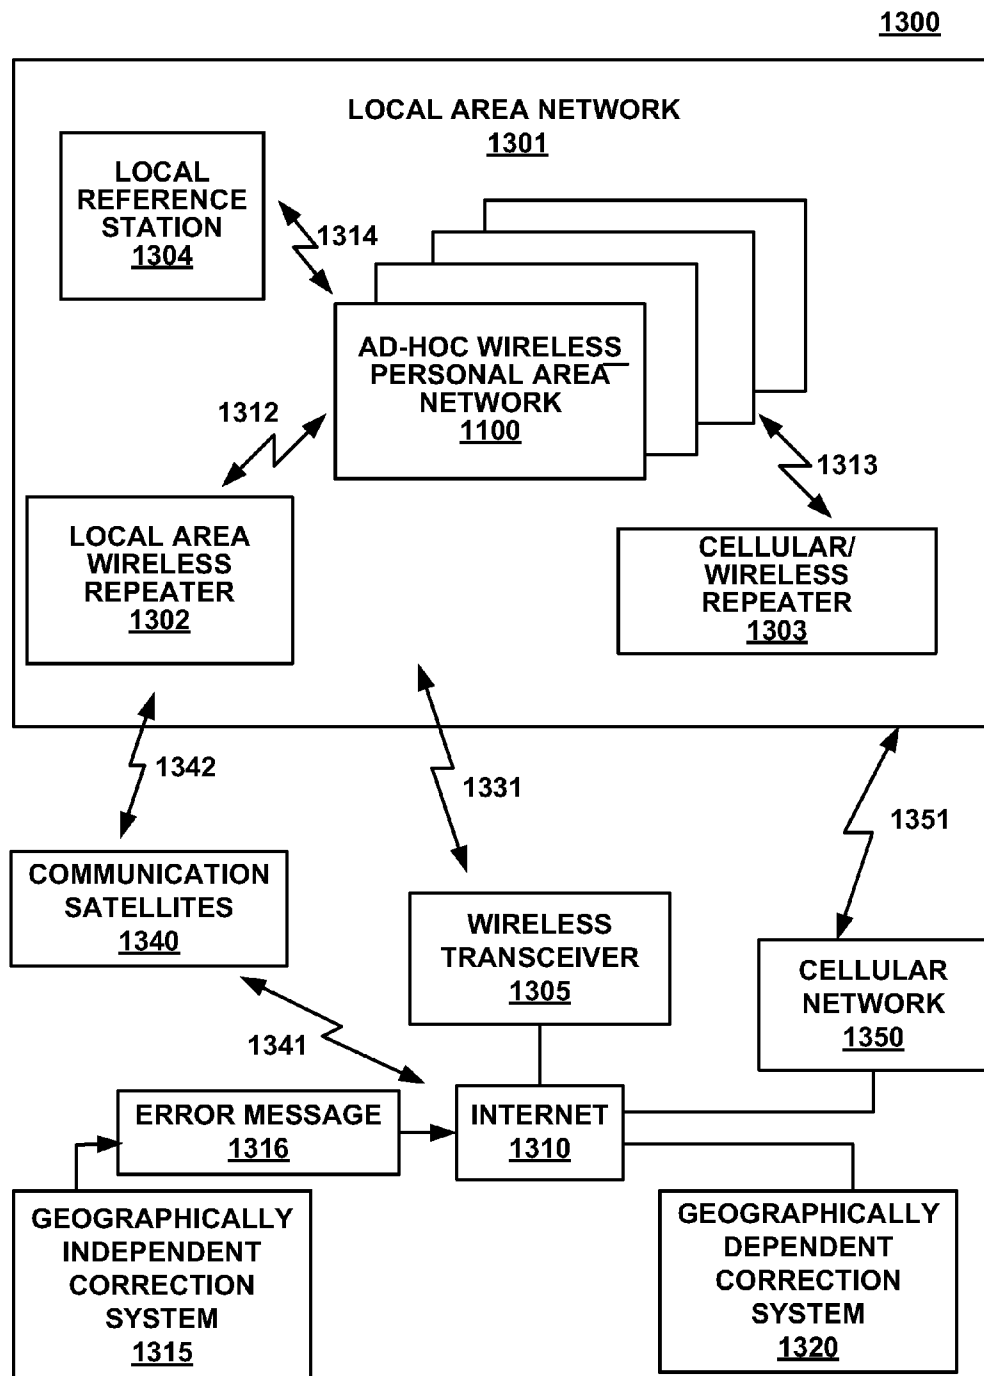 1300
LOCAL AREA NETWORK
1301
LOCAL
REFERENCE
STATION
1304
1314
AD-HOC WIRELESS
PERSONAL AREA
NETWORK
1100
1312
1313
LOCAL AREA
WIRELESS
REPEATER
1302
CELLULAR/
WIRELESS
REPEATER
1303
1342
1331
1351
COMMUNICATION
SATELLITES
1340
WIRELESS
TRANSCEIVER
1305
CELLULAR
NETWORK
1350
1341
ERROR MESSAGE
1316
INTERNET
1310
GEOGRAPHICALLY
INDEPENDENT
CORRECTION
SYSTEM
1315
GEOGRAPHICALLY
DEPENDENT
CORRECTION
SYSTEM
1320